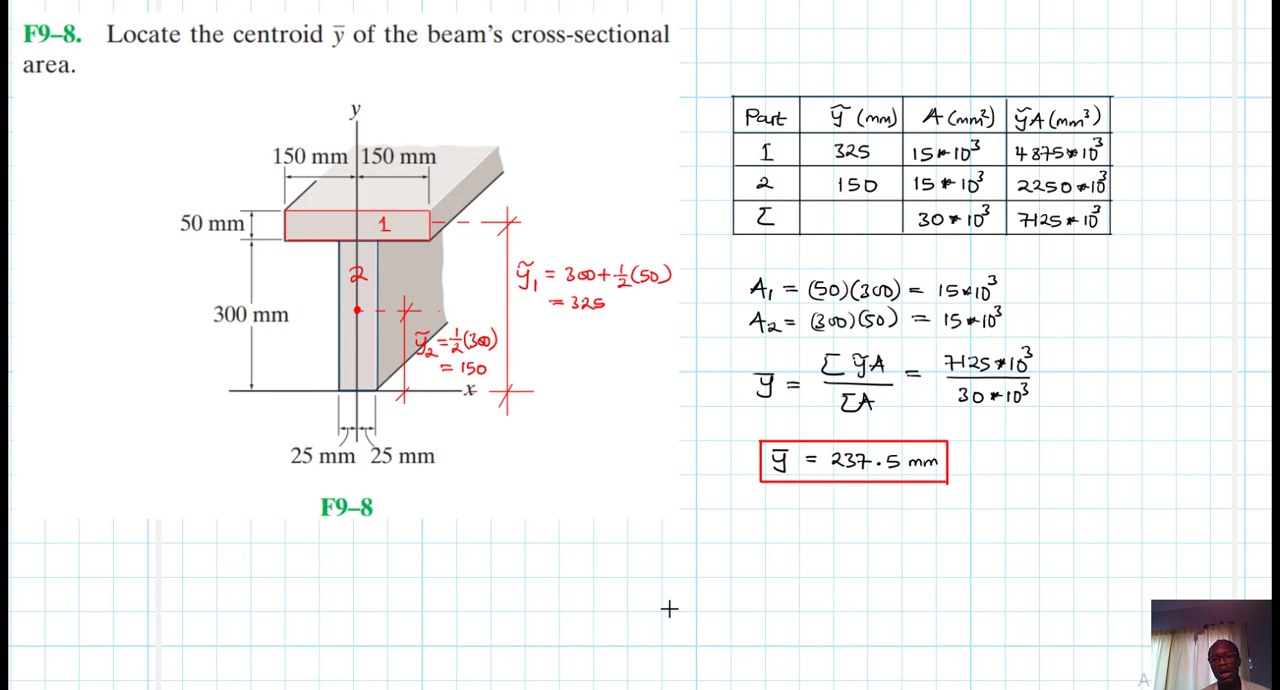 F9–8. Locate the centroid ȳ of the beam's cross-sectional
area.
y
150 mm 150 mm
50 mm
1
2
300 mm
ỹ₁ = 300+½(50)
= 325
ỹ₂=½(300)
= 150
x
25 mm 25 mm
F9–8
Part ỹ (mm) A (mm²) ỹA (mm³)
1 325 15*10³ 4875*10³
2 150 15*10³ 2250*10³
Σ 30*10³ 7125*10³
A₁ = (50)(300) = 15*10³
A₂ = (300)(50) = 15*10³
ȳ = ΣỹA / ΣA = 7125*10³ / 30*10³
ȳ = 237.5 mm
A